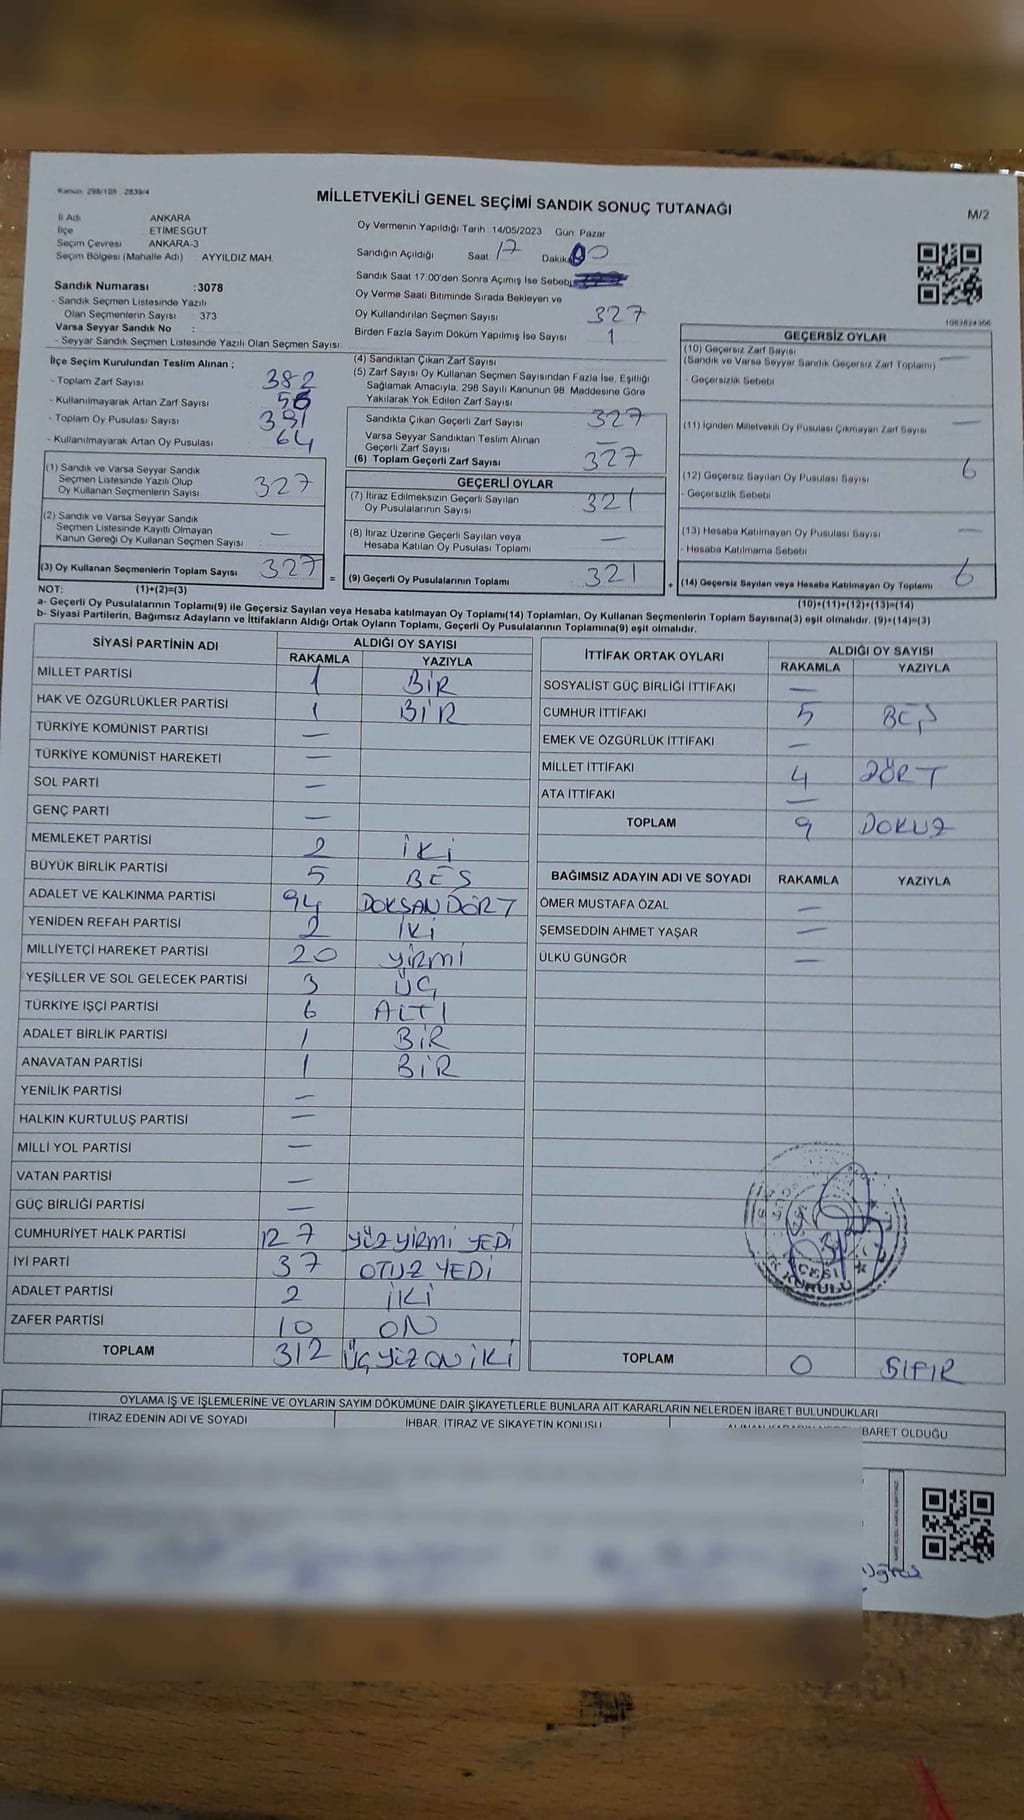 Kanun: 298/105 , 2839/4
MİLLETVEKİLİ GENEL SEÇİMİ SANDIK SONUÇ TUTANAĞI
M/2
İl Adı ANKARA
İlçe ETİMESGUT
Seçim Çevresi ANKARA-3
Seçim Bölgesi (Mahalle Adı) AYYILDIZ MAH.
Sandık Numarası :3078
- Sandık Seçmen Listesinde Yazılı
Olan Seçmenlerin Sayısı 373
Varsa Seyyar Sandık No :
- Seyyar Sandık Seçmen Listesinde Yazılı Olan Seçmen Sayısı:
Oy Vermenin Yapıldığı Tarih 14/05/2023 Gün Pazar
Sandığın Açıldığı Saat 17 Dakika 00
Sandık Saat 17:00'den Sonra Açımış İse Sebebi
Oy Verme Saati Bitiminde Sırada Bekleyen ve
Oy Kullandırılan Seçmen Sayısı 327
Birden Fazla Sayım Döküm Yapılmış İse Sayısı 1
İlçe Seçim Kurulundan Teslim Alınan ;
- Toplam Zarf Sayısı 382
- Kullanılmayarak Artan Zarf Sayısı
- Toplam Oy Pusulası Sayısı 391
- Kullanılmayarak Artan Oy Pusulası 64
(1) Sandık ve Varsa Seyyar Sandık
Seçmen Listesinde Yazılı Olup
Oy Kullanan Seçmenlerin Sayısı 327
(2) Sandık ve Varsa Seyyar Sandık
Seçmen Listesinde Kayıtlı Olmayan
Kanun Gereği Oy Kullanan Seçmen Sayısı —
(3) Oy Kullanan Seçmenlerin Toplam Sayısı 327
(4) Sandıktan Çıkan Zarf Sayısı
(5) Zarf Sayısı Oy Kullanan Seçmen Sayısından Fazla İse, Eşitliği
Sağlamak Amacıyla, 298 Sayılı Kanunun 98. Maddesine Göre
Yakılarak Yok Edilen Zarf Sayısı
Sandıkta Çıkan Geçerli Zarf Sayısı 327
Varsa Seyyar Sandıktan Teslim Alınan
Geçerli Zarf Sayısı —
(6) Toplam Geçerli Zarf Sayısı 327
GEÇERLİ OYLAR
(7) İtiraz Edilmeksizin Geçerli Sayılan
Oy Pusulalarının Sayısı 321
(8) İtiraz Üzerine Geçerli Sayılan veya
Hesaba Katılan Oy Pusulası Toplamı —
= (9) Geçerli Oy Pusulalarının Toplamı 321
GEÇERSİZ OYLAR
(10) Geçersiz Zarf Sayısı —
(Sandık ve Varsa Seyyar Sandık Geçersiz Zarf Toplamı)
- Geçersizlik Sebebi
(11) İçinden Milletvekili Oy Pusulası Çıkmayan Zarf Sayısı —
(12) Geçersiz Sayılan Oy Pusulası Sayısı 6
- Geçersizlik Sebebi
(13) Hesaba Katılmayan Oy Pusulası Sayısı —
- Hesaba Katılmama Sebebi
+ (14) Geçersiz Sayılan veya Hesaba Katılmayan Oy Toplamı 6
NOT: (1)+(2)=(3)
(10)+(11)+(12)+(13)=(14)
a- Geçerli Oy Pusulalarının Toplamı(9) ile Geçersiz Sayılan veya Hesaba katılmayan Oy Toplamı(14) Toplamları, Oy Kullanan Seçmenlerin Toplam Sayısına(3) eşit olmalıdır. (9)+(14)=(3)
b- Siyasi Partilerin, Bağımsız Adayların ve İttifakların Aldığı Ortak Oyların Toplamı, Geçerli Oy Pusulalarının Toplamına(9) eşit olmalıdır.
SİYASİ PARTİNİN ADI ALDIĞI OY SAYISI
RAKAMLA YAZIYLA
MİLLET PARTİSİ 1 BİR
HAK VE ÖZGÜRLÜKLER PARTİSİ 1 BİR
TÜRKİYE KOMÜNİST PARTİSİ —
TÜRKİYE KOMÜNİST HAREKETİ —
SOL PARTİ —
GENÇ PARTİ —
MEMLEKET PARTİSİ 2 İKİ
BÜYÜK BİRLİK PARTİSİ 5 BEŞ
ADALET VE KALKINMA PARTİSİ 94 DOKSAN DÖRT
YENİDEN REFAH PARTİSİ 2 İKİ
MİLLİYETÇİ HAREKET PARTİSİ 20 YİRMİ
YEŞİLLER VE SOL GELECEK PARTİSİ 3 ÜÇ
TÜRKİYE İŞÇİ PARTİSİ 6 ALTI
ADALET BİRLİK PARTİSİ 1 BİR
ANAVATAN PARTİSİ 1 BİR
YENİLİK PARTİSİ —
HALKIN KURTULUŞ PARTİSİ —
MİLLİ YOL PARTİSİ —
VATAN PARTİSİ —
GÜÇ BİRLİĞİ PARTİSİ —
CUMHURİYET HALK PARTİSİ 127 YÜZ YİRMİ YEDİ
İYİ PARTİ 37 OTUZ YEDİ
ADALET PARTİSİ 2 İKİ
ZAFER PARTİSİ 10 ON
TOPLAM 312 ÜÇ YÜZ ON İKİ
İTTİFAK ORTAK OYLARI ALDIĞI OY SAYISI
RAKAMLA YAZIYLA
SOSYALİST GÜÇ BİRLİĞİ İTTİFAKI —
CUMHUR İTTİFAKI 5 BEŞ
EMEK VE ÖZGÜRLÜK İTTİFAKI —
MİLLET İTTİFAKI 4 DÖRT
ATA İTTİFAKI —
TOPLAM 9 DOKUZ
BAĞIMSIZ ADAYIN ADI VE SOYADI RAKAMLA YAZIYLA
ÖMER MUSTAFA ÖZAL —
ŞEMSEDDİN AHMET YAŞAR —
ÜLKÜ GÜNGÖR —
TOPLAM 0 SIFIR
OYLAMA İŞ VE İŞLEMLERİNE VE OYLARIN SAYIM DÖKÜMÜNE DAİR ŞİKAYETLERLE BUNLARA AİT KARARLARIN NELERDEN İBARET BULUNDUKLARI
İTİRAZ EDENİN ADI VE SOYADI İHBAR, İTİRAZ VE ŞİKAYETİN KONUSU
BARET OLDUĞU